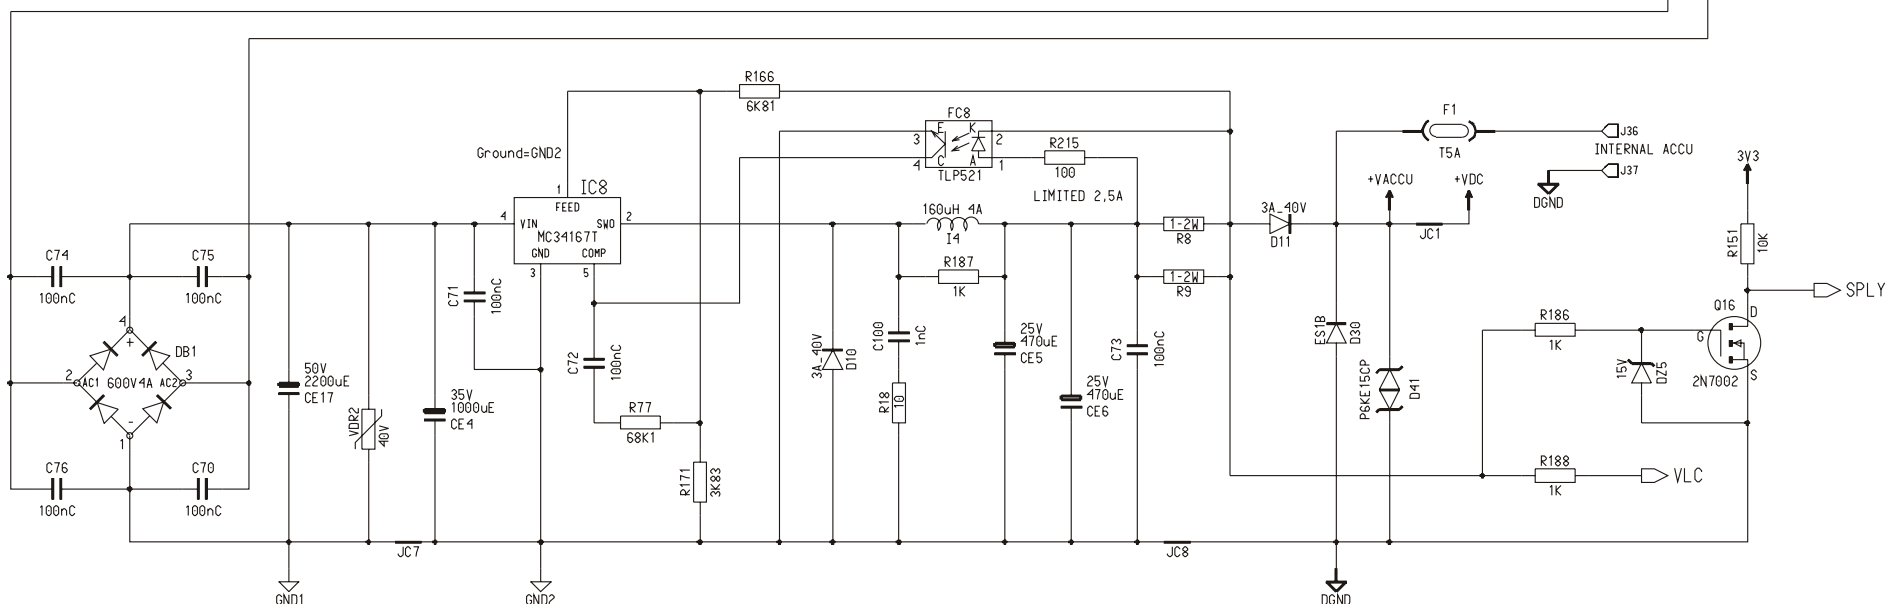 R166
6K81
FC8
E
K
3
2
4
1
C
A
TLP521
R215
100
LIMITED 2,5A
F1
T5A
J36
INTERNAL ACCU
J37
DGND
3V3
+VACCU
+VDC
Ground=GND2
1
IC8
FEED
4
VIN
SWO
2
MC34167T
GND
COMP
3
5
160uH 4A
I4
1-2W
R8
3A_40V
D11
JC1
R151
10K
C74
100nC
C75
100nC
C71
100nC
R187
1K
1-2W
R9
SPLY
Q16
D
G
S
2N7002
4
+
DB1
2
AC1
600V4A
AC2
3
-
1
50V
2200uE
CE17
VDR2
40V
35V
1000uE
CE4
C72
100nC
R77
68K1
R171
3K83
3A_40V
D10
C100
1nC
R18
10
25V
470uE
CE5
25V
470uE
CE6
C73
100nC
ES1B
D30
P6KE15CP
D41
R186
1K
15V
DZ5
R188
1K
VLC
C76
100nC
C70
100nC
JC7
JC8
GND1
GND2
DGND